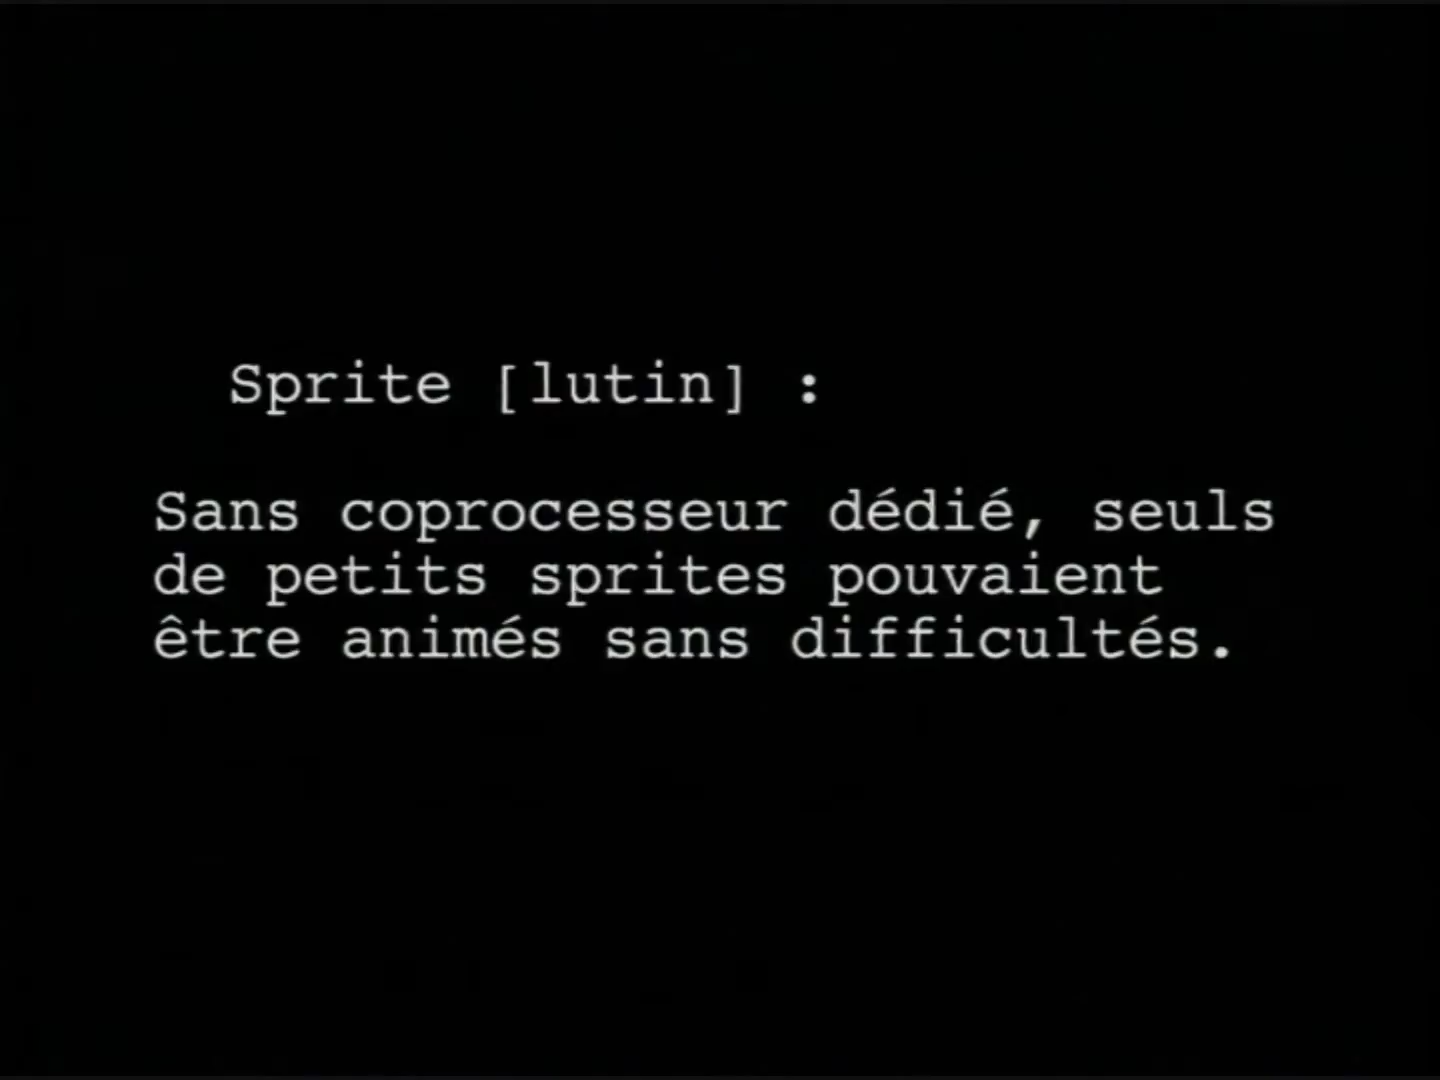 Sprite [lutin] :
Sans coprocesseur dédié, seuls
de petits sprites pouvaient
être animés sans difficultés.